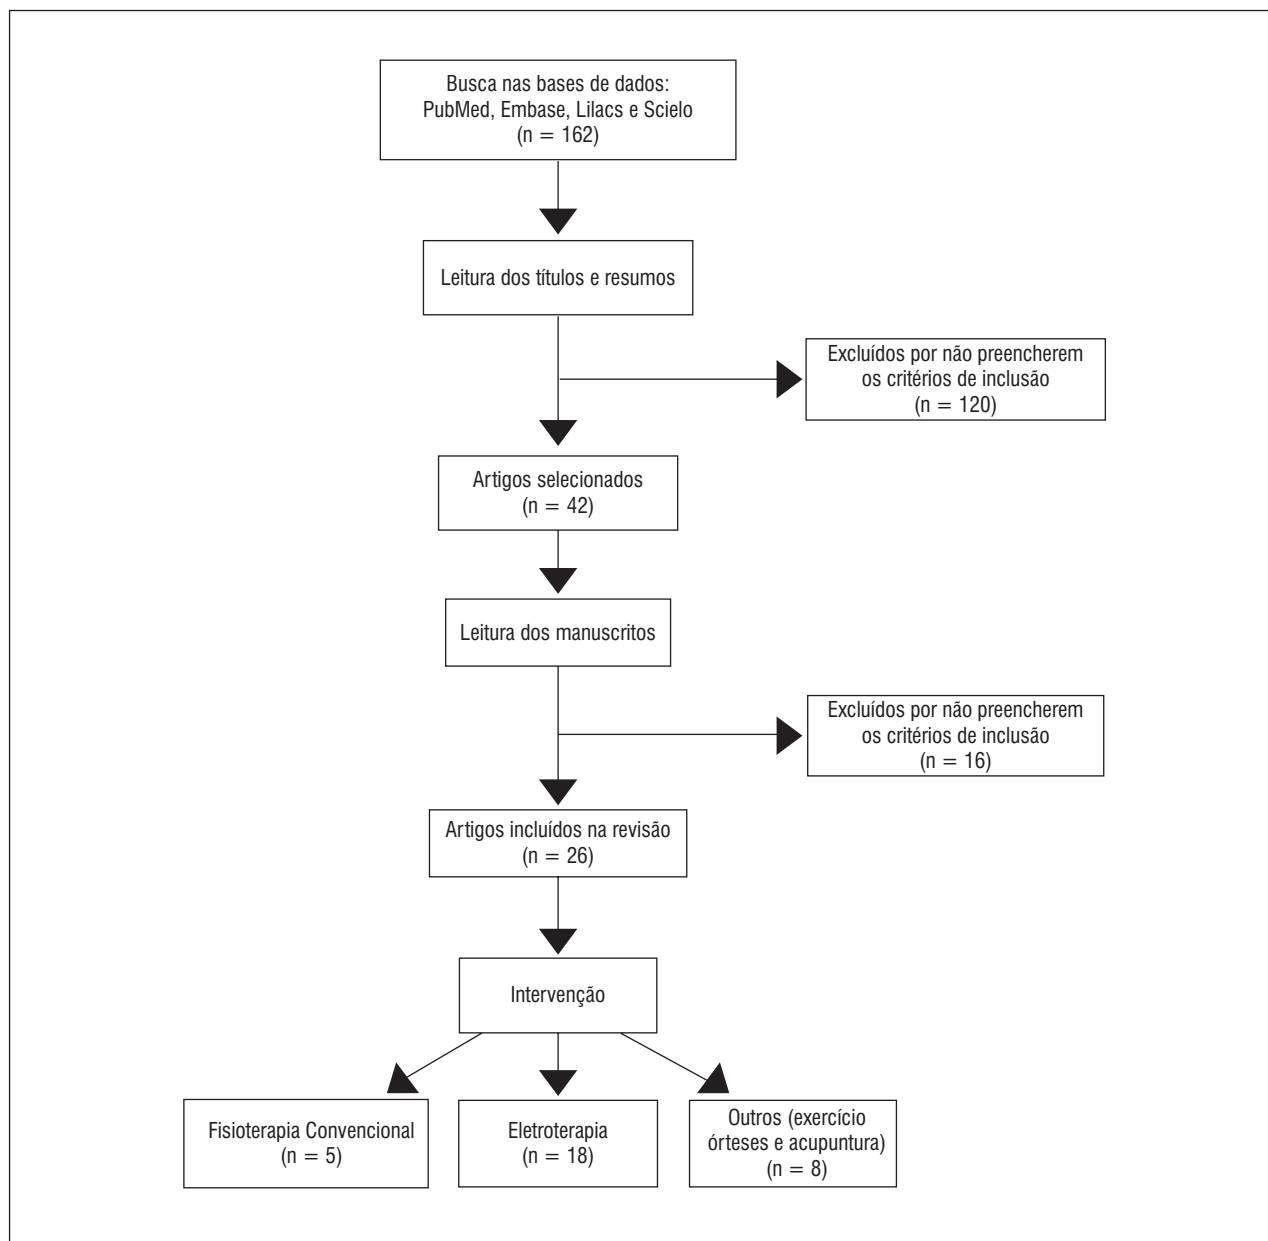 Busca nas bases de dados:
PubMed, Embase, Lilacs e Scielo
(n = 162)
Leitura dos títulos e resumos
Excluídos por não preencherem
os critérios de inclusão
(n = 120)
Artigos selecionados
(n = 42)
Leitura dos manuscritos
Excluídos por não preencherem
os critérios de inclusão
(n = 16)
Artigos incluídos na revisão
(n = 26)
Intervenção
Fisioterapia Convencional
(n = 5)
Eletroterapia
(n = 18)
Outros (exercício
órteses e acupuntura)
(n = 8)